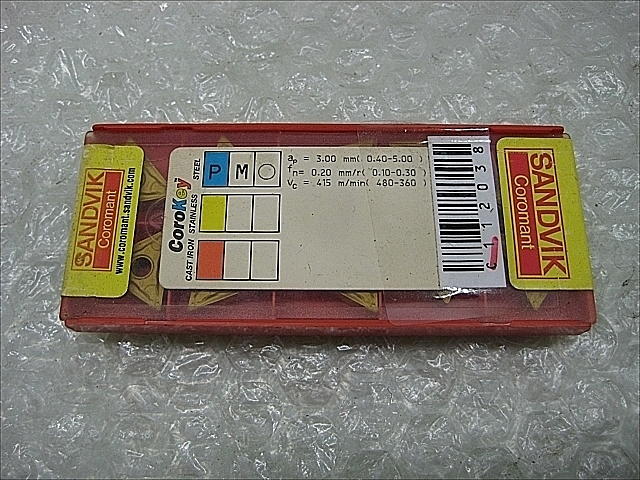 SANDVIK
Coromant
www.coromant.sandvik.com
CoroKey
STEEL
STAINLESS
CAST IRON
P M
ap = 3.00 mm( 0.40-5.00 )
fn= 0.20 mm/r( 0.10-0.30 )
Vc = 415 m/min( 480-360 )
6112038
SANDVIK
Coromant